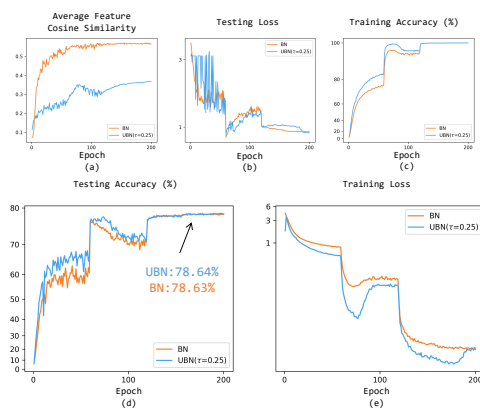 Average Feature
Cosine Similarity
0.5
0.4
0.3
0.2
0.1
0
100
200
BN
UBN(τ=0.25)
Epoch
(a)
Testing Loss
3
1
0
100
200
BN
UBN(τ=0.25)
Epoch
(b)
Training Accuracy (%)
100
80
60
40
20
0
100
200
BN
UBN(τ=0.25)
Epoch
(c)
Testing Accuracy (%)
80
70
60
50
40
30
20
10
0
0
100
200
UBN:78.64%
BN:78.63%
BN
UBN(τ=0.25)
Epoch
(d)
Training Loss
6
3
1
0
100
200
BN
UBN(τ=0.25)
Epoch
(e)